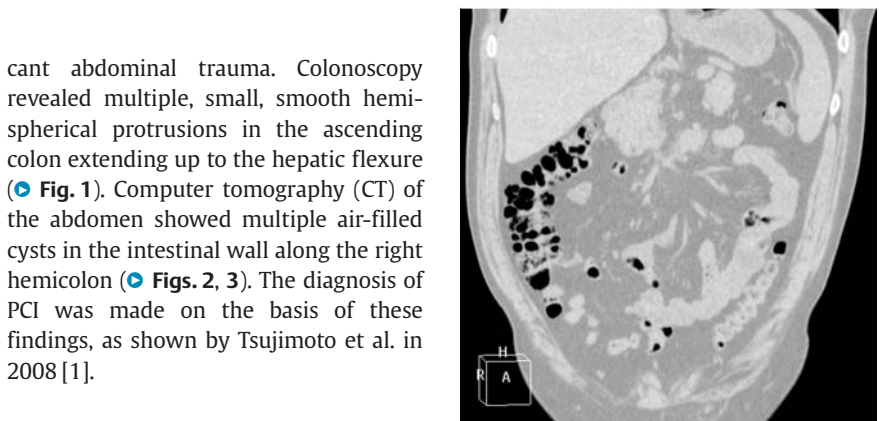 cant abdominal trauma. Colonoscopy
revealed multiple, small, smooth hemi-
spherical protrusions in the ascending
colon extending up to the hepatic flexure
(▶ Fig. 1). Computer tomography (CT) of
the abdomen showed multiple air-filled
cysts in the intestinal wall along the right
hemicolon (▶ Figs. 2, 3). The diagnosis of
PCI was made on the basis of these
findings, as shown by Tsujimoto et al. in
2008 [1].
H
R A